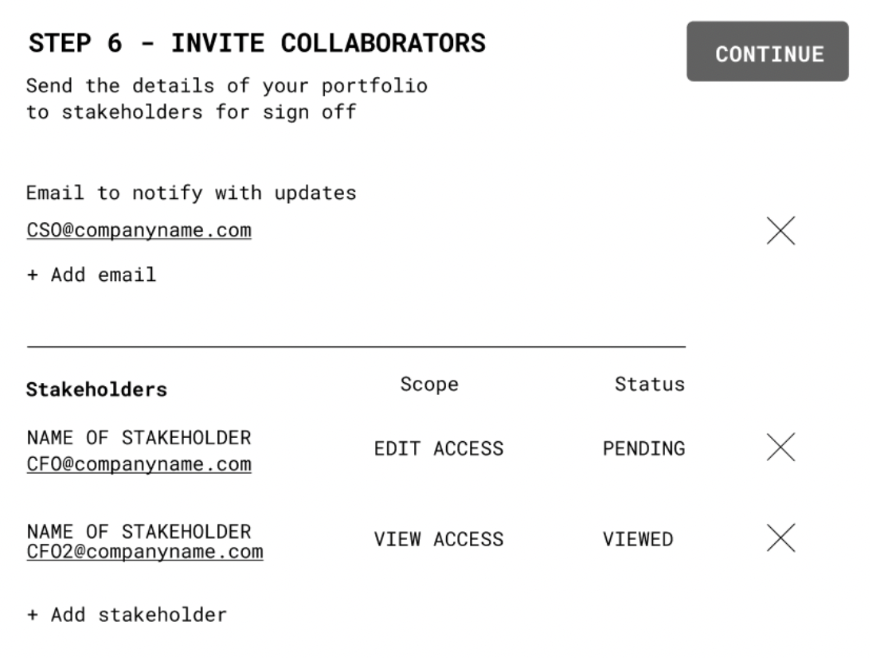 STEP 6 - INVITE COLLABORATORS
CONTINUE
Send the details of your portfolio
to stakeholders for sign off
Email to notify with updates
CSO@companyname.com
+ Add email
Stakeholders Scope Status
NAME OF STAKEHOLDER
CFO@companyname.com
EDIT ACCESS PENDING
NAME OF STAKEHOLDER
CFO2@companyname.com
VIEW ACCESS VIEWED
+ Add stakeholder